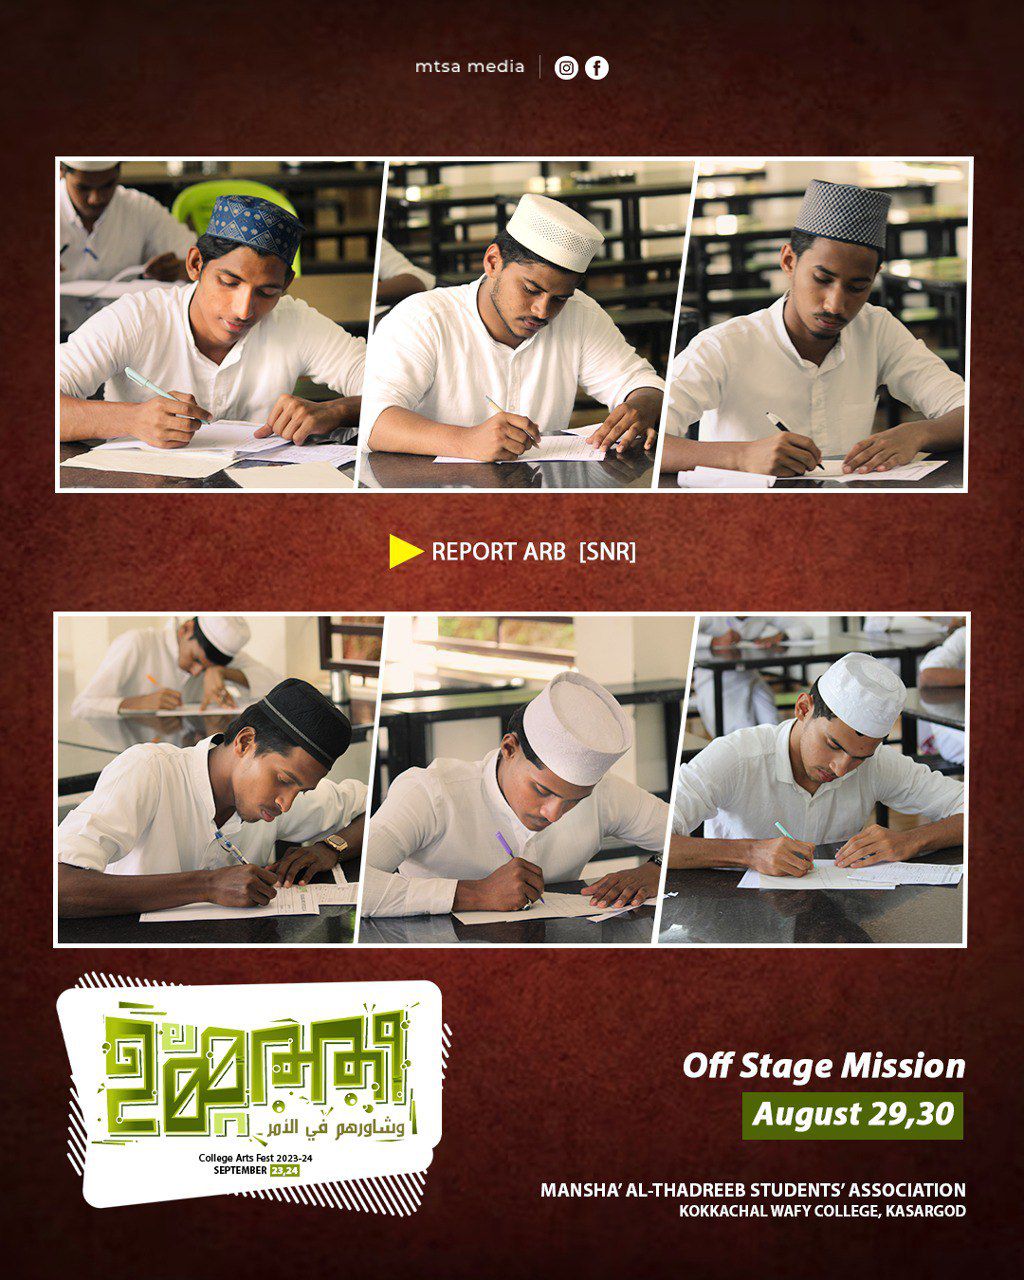 mtsa media
REPORT ARB [SNR]
وشاورهم في الأمر
College Arts Fest 2023-24
SEPTEMBER 23,24
Off Stage Mission
August 29,30
MANSHA' AL-THADREEB STUDENTS' ASSOCIATION
KOKKACHAL WAFY COLLEGE, KASARGOD